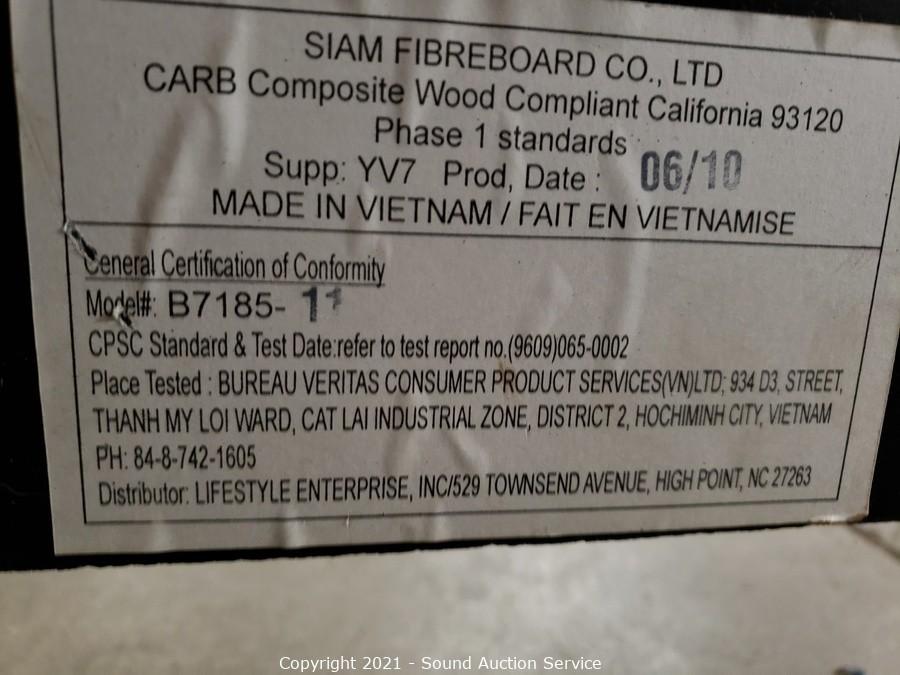 SIAM FIBREBOARD CO., LTD
CARB Composite Wood Compliant California 93120
Phase 1 standards
Supp: YV7 Prod, Date : 06/10
MADE IN VIETNAM / FAIT EN VIETNAMISE
General Certification of Conformity
Model#: B7185- 11
CPSC Standard & Test Date:refer to test report no.(9609)065-0002
Place Tested : BUREAU VERITAS CONSUMER PRODUCT SERVICES(VN)LTD; 934 D3, STREET,
THANH MY LOI WARD, CAT LAI INDUSTRIAL ZONE, DISTRICT 2, HOCHIMINH CITY, VIETNAM
PH: 84-8-742-1605
Distributor: LIFESTYLE ENTERPRISE, INC/529 TOWNSEND AVENUE, HIGH POINT, NC 27263
Copyright 2021 - Sound Auction Service